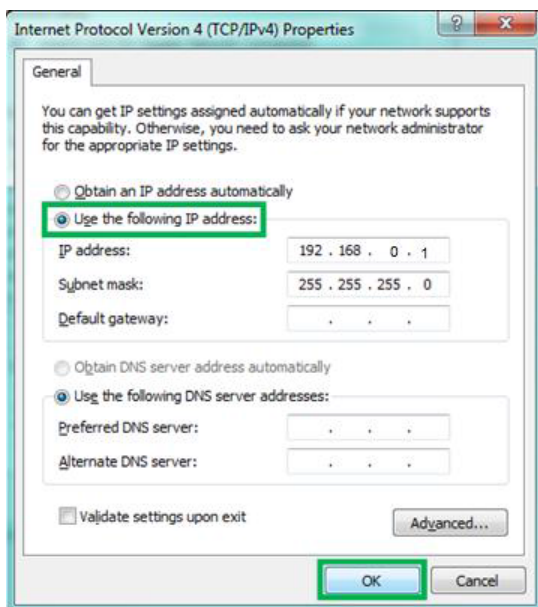 Internet Protocol Version 4 (TCP/IPv4) Properties
General
You can get IP settings assigned automatically if your network supports
this capability. Otherwise, you need to ask your network administrator
for the appropriate IP settings.
Obtain an IP address automatically
Use the following IP address:
IP address: 192 . 168 . 0 . 1
Subnet mask: 255 . 255 . 255 . 0
Default gateway: . . .
Obtain DNS server address automatically
Use the following DNS server addresses:
Preferred DNS server: . . .
Alternate DNS server: . . .
Validate settings upon exit
Advanced...
OK Cancel